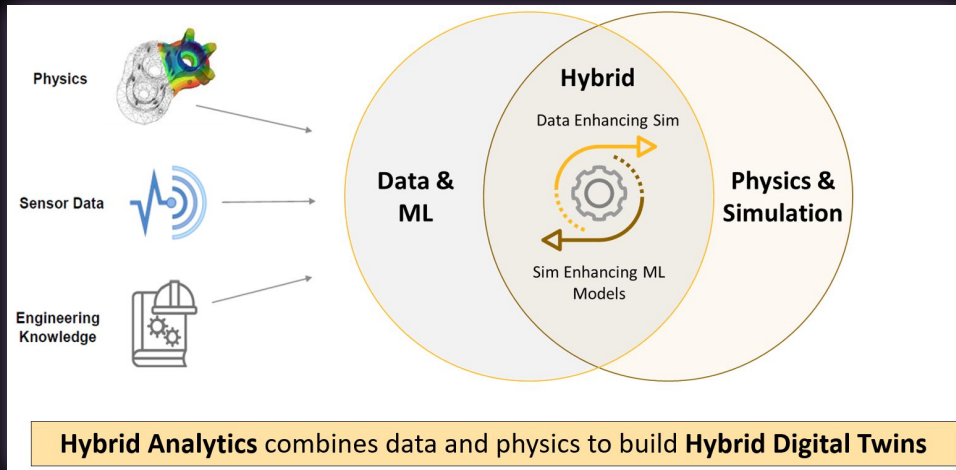 Physics
Sensor Data
Engineering
Knowledge
Data &
ML
Hybrid
Data Enhancing Sim
Sim Enhancing ML
Models
Physics &
Simulation
Hybrid Analytics combines data and physics to build Hybrid Digital Twins